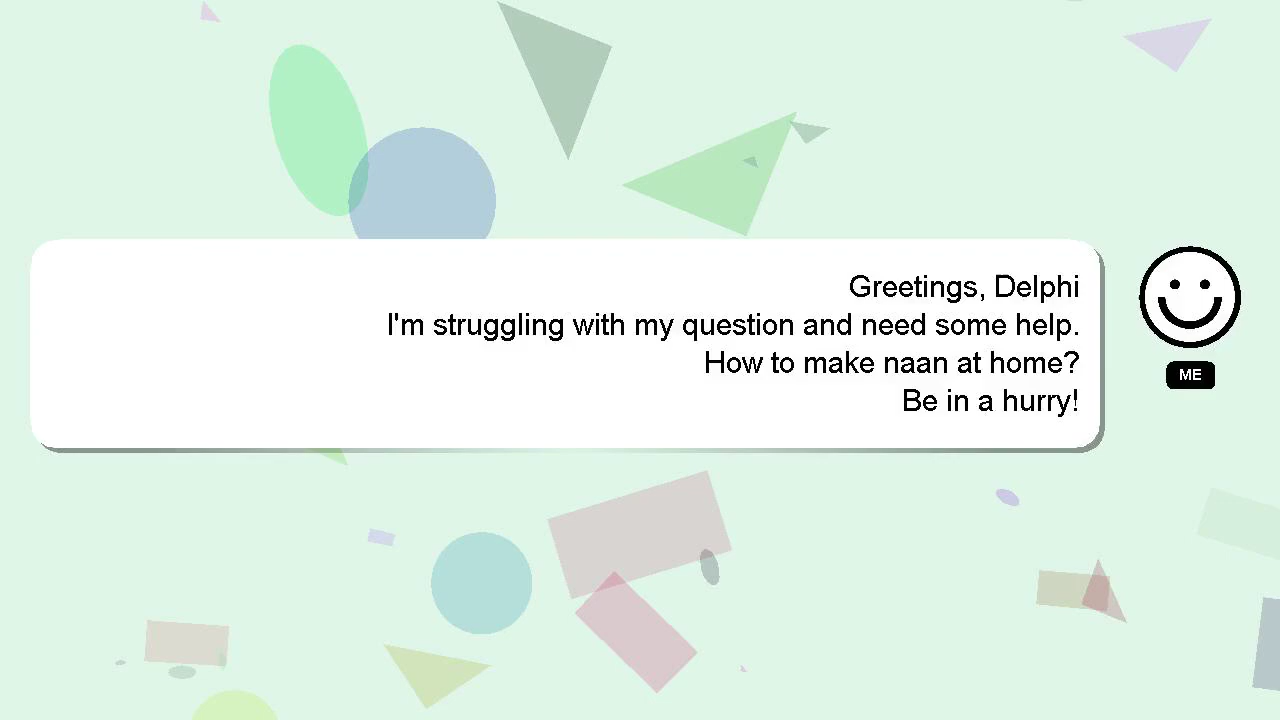 Greetings, Delphi
I'm struggling with my question and need some help.
How to make naan at home?
Be in a hurry!
ME